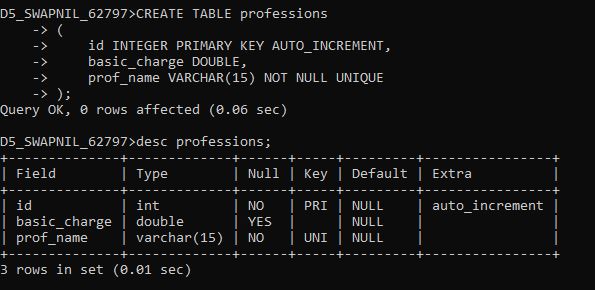 D5_SWAPNIL_62797>CREATE TABLE professions
    -> (
    ->     id INTEGER PRIMARY KEY AUTO_INCREMENT,
    ->     basic_charge DOUBLE,
    ->     prof_name VARCHAR(15) NOT NULL UNIQUE
    -> );
Query OK, 0 rows affected (0.06 sec)

D5_SWAPNIL_62797>desc professions;
+--------------+-------------+------+-----+---------+----------------+
| Field        | Type        | Null | Key | Default | Extra          |
+--------------+-------------+------+-----+---------+----------------+
| id           | int         | NO   | PRI | NULL    | auto_increment |
| basic_charge | double      | YES  |     | NULL    |                |
| prof_name    | varchar(15) | NO   | UNI | NULL    |                |
+--------------+-------------+------+-----+---------+----------------+
3 rows in set (0.01 sec)